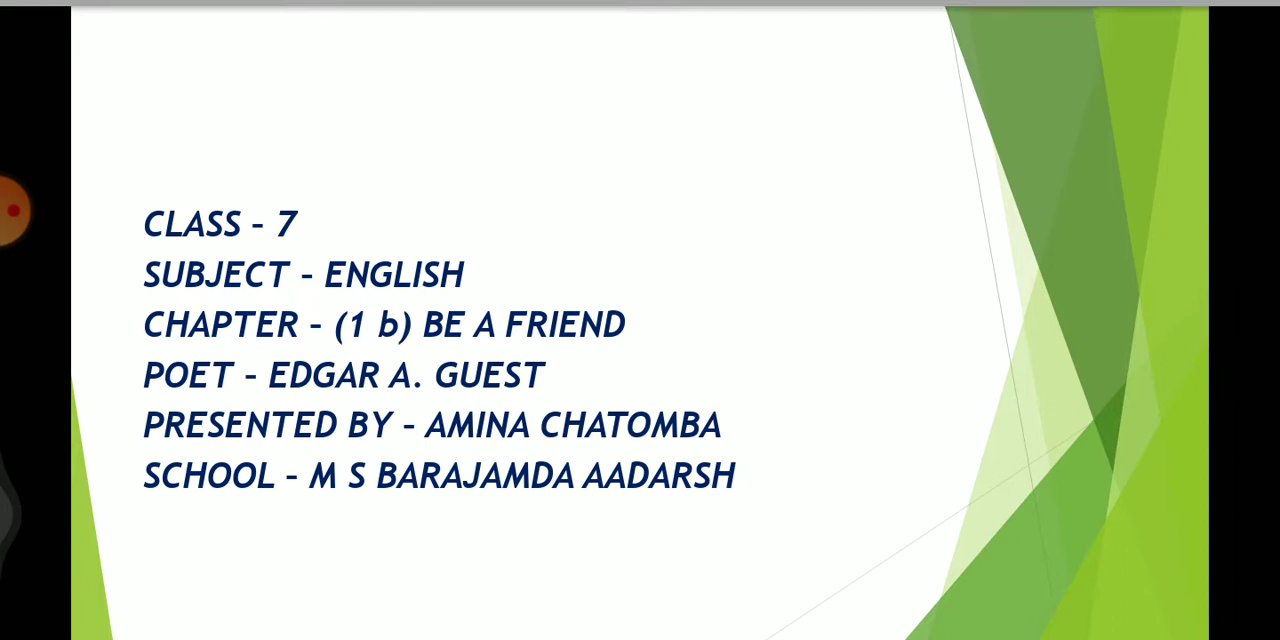 CLASS – 7
SUBJECT – ENGLISH
CHAPTER – (1 b) BE A FRIEND
POET – EDGAR A. GUEST
PRESENTED BY – AMINA CHATOMBA
SCHOOL – M S BARAJAMDA AADARSH